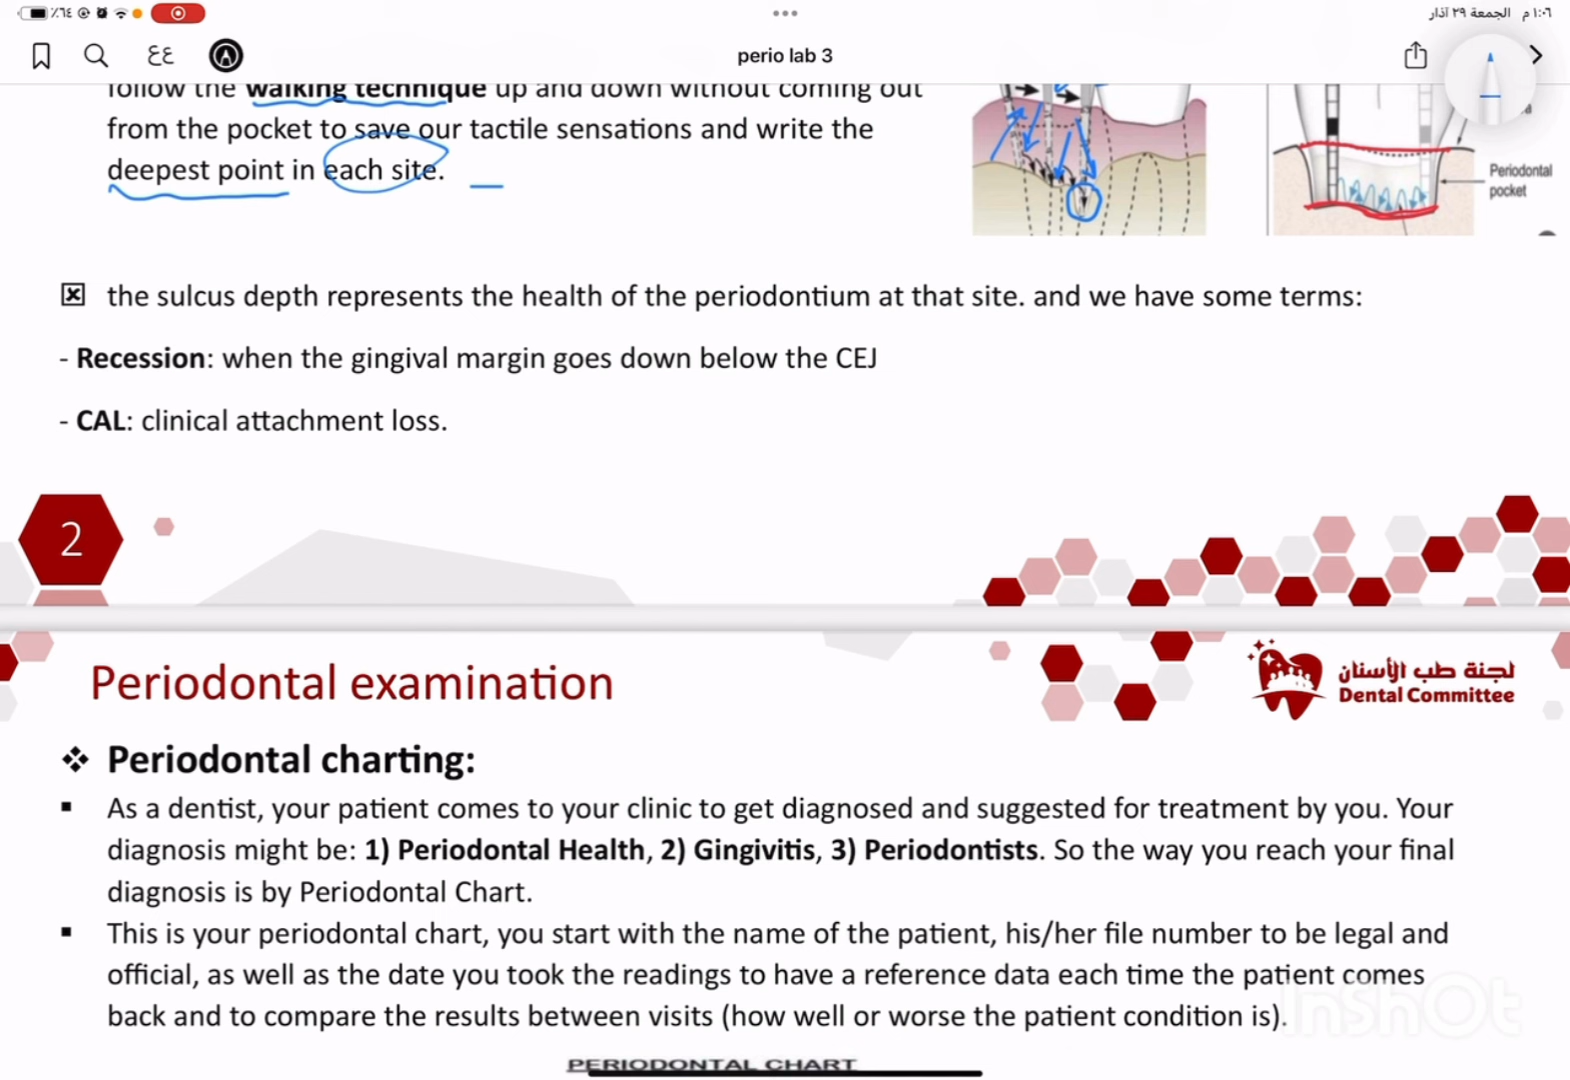 ٪٦٤
١:٠٦ م الجمعة ٢٩ آذار
perio lab 3
follow the walking technique up and down without coming out
from the pocket to save our tactile sensations and write the
deepest point in each site.
Periodontal
pocket
the sulcus depth represents the health of the periodontium at that site. and we have some terms:
- Recession: when the gingival margin goes down below the CEJ
- CAL: clinical attachment loss.
2
Periodontal examination
لجنة طب الأسنان
Dental Committee
❖ Periodontal charting:
▪ As a dentist, your patient comes to your clinic to get diagnosed and suggested for treatment by you. Your
diagnosis might be: 1) Periodontal Health, 2) Gingivitis, 3) Periodontists. So the way you reach your final
diagnosis is by Periodontal Chart.
▪ This is your periodontal chart, you start with the name of the patient, his/her file number to be legal and
official, as well as the date you took the readings to have a reference data each time the patient comes
back and to compare the results between visits (how well or worse the patient condition is).
InShOt
PERIODONTAL CHART